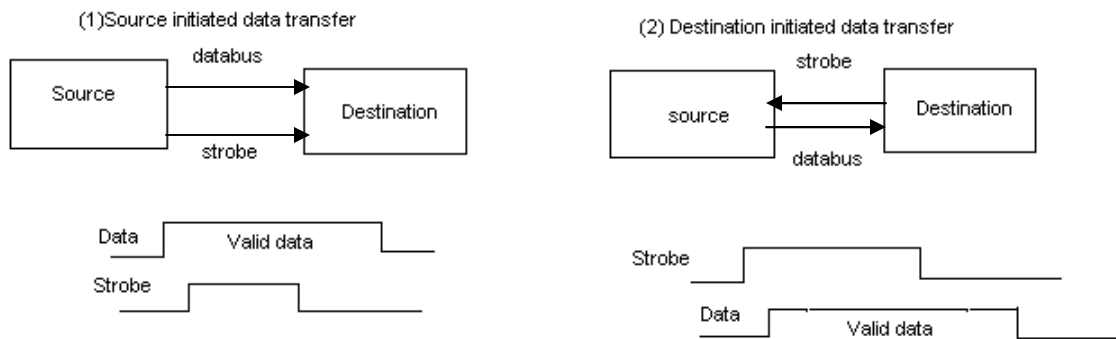 (1)Source initiated data transfer
databus
Source
Destination
strobe
Data
Valid data
Strobe
(2) Destination initiated data transfer
strobe
source
Destination
databus
Strobe
Data
Valid data